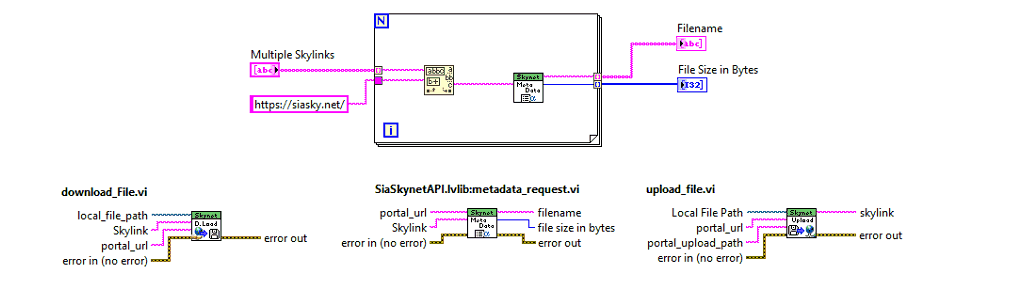 N
Filename
abc
Multiple Skylinks
abc
File Size in Bytes
I32
Skynet
Meta
Data
https://siasky.net/
i
download_File.vi
SiaSkynetAPI.lvlib:metadata_request.vi
upload_file.vi
local_file_path
Skylink
portal_url
error in (no error)
Skynet
D.Load
error out
portal_url
Skylink
error in (no error)
Skynet
Meta
Data
filename
file size in bytes
error out
Local File Path
portal_url
portal_upload_path
error in (no error)
Skynet
Upload
skylink
error out